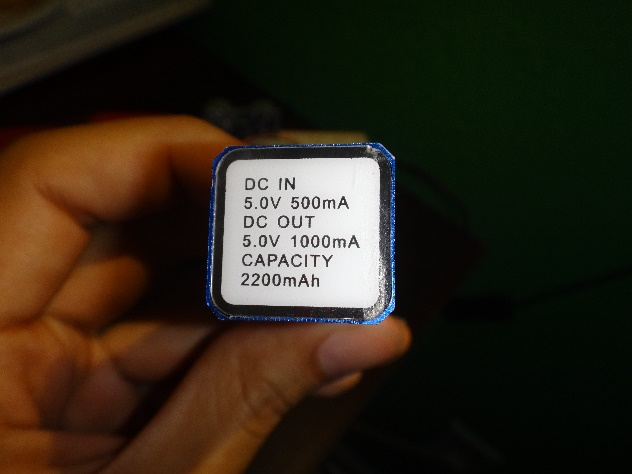 DC IN
5.0V 500mA
DC OUT
5.0V 1000mA
CAPACITY
2200mAh